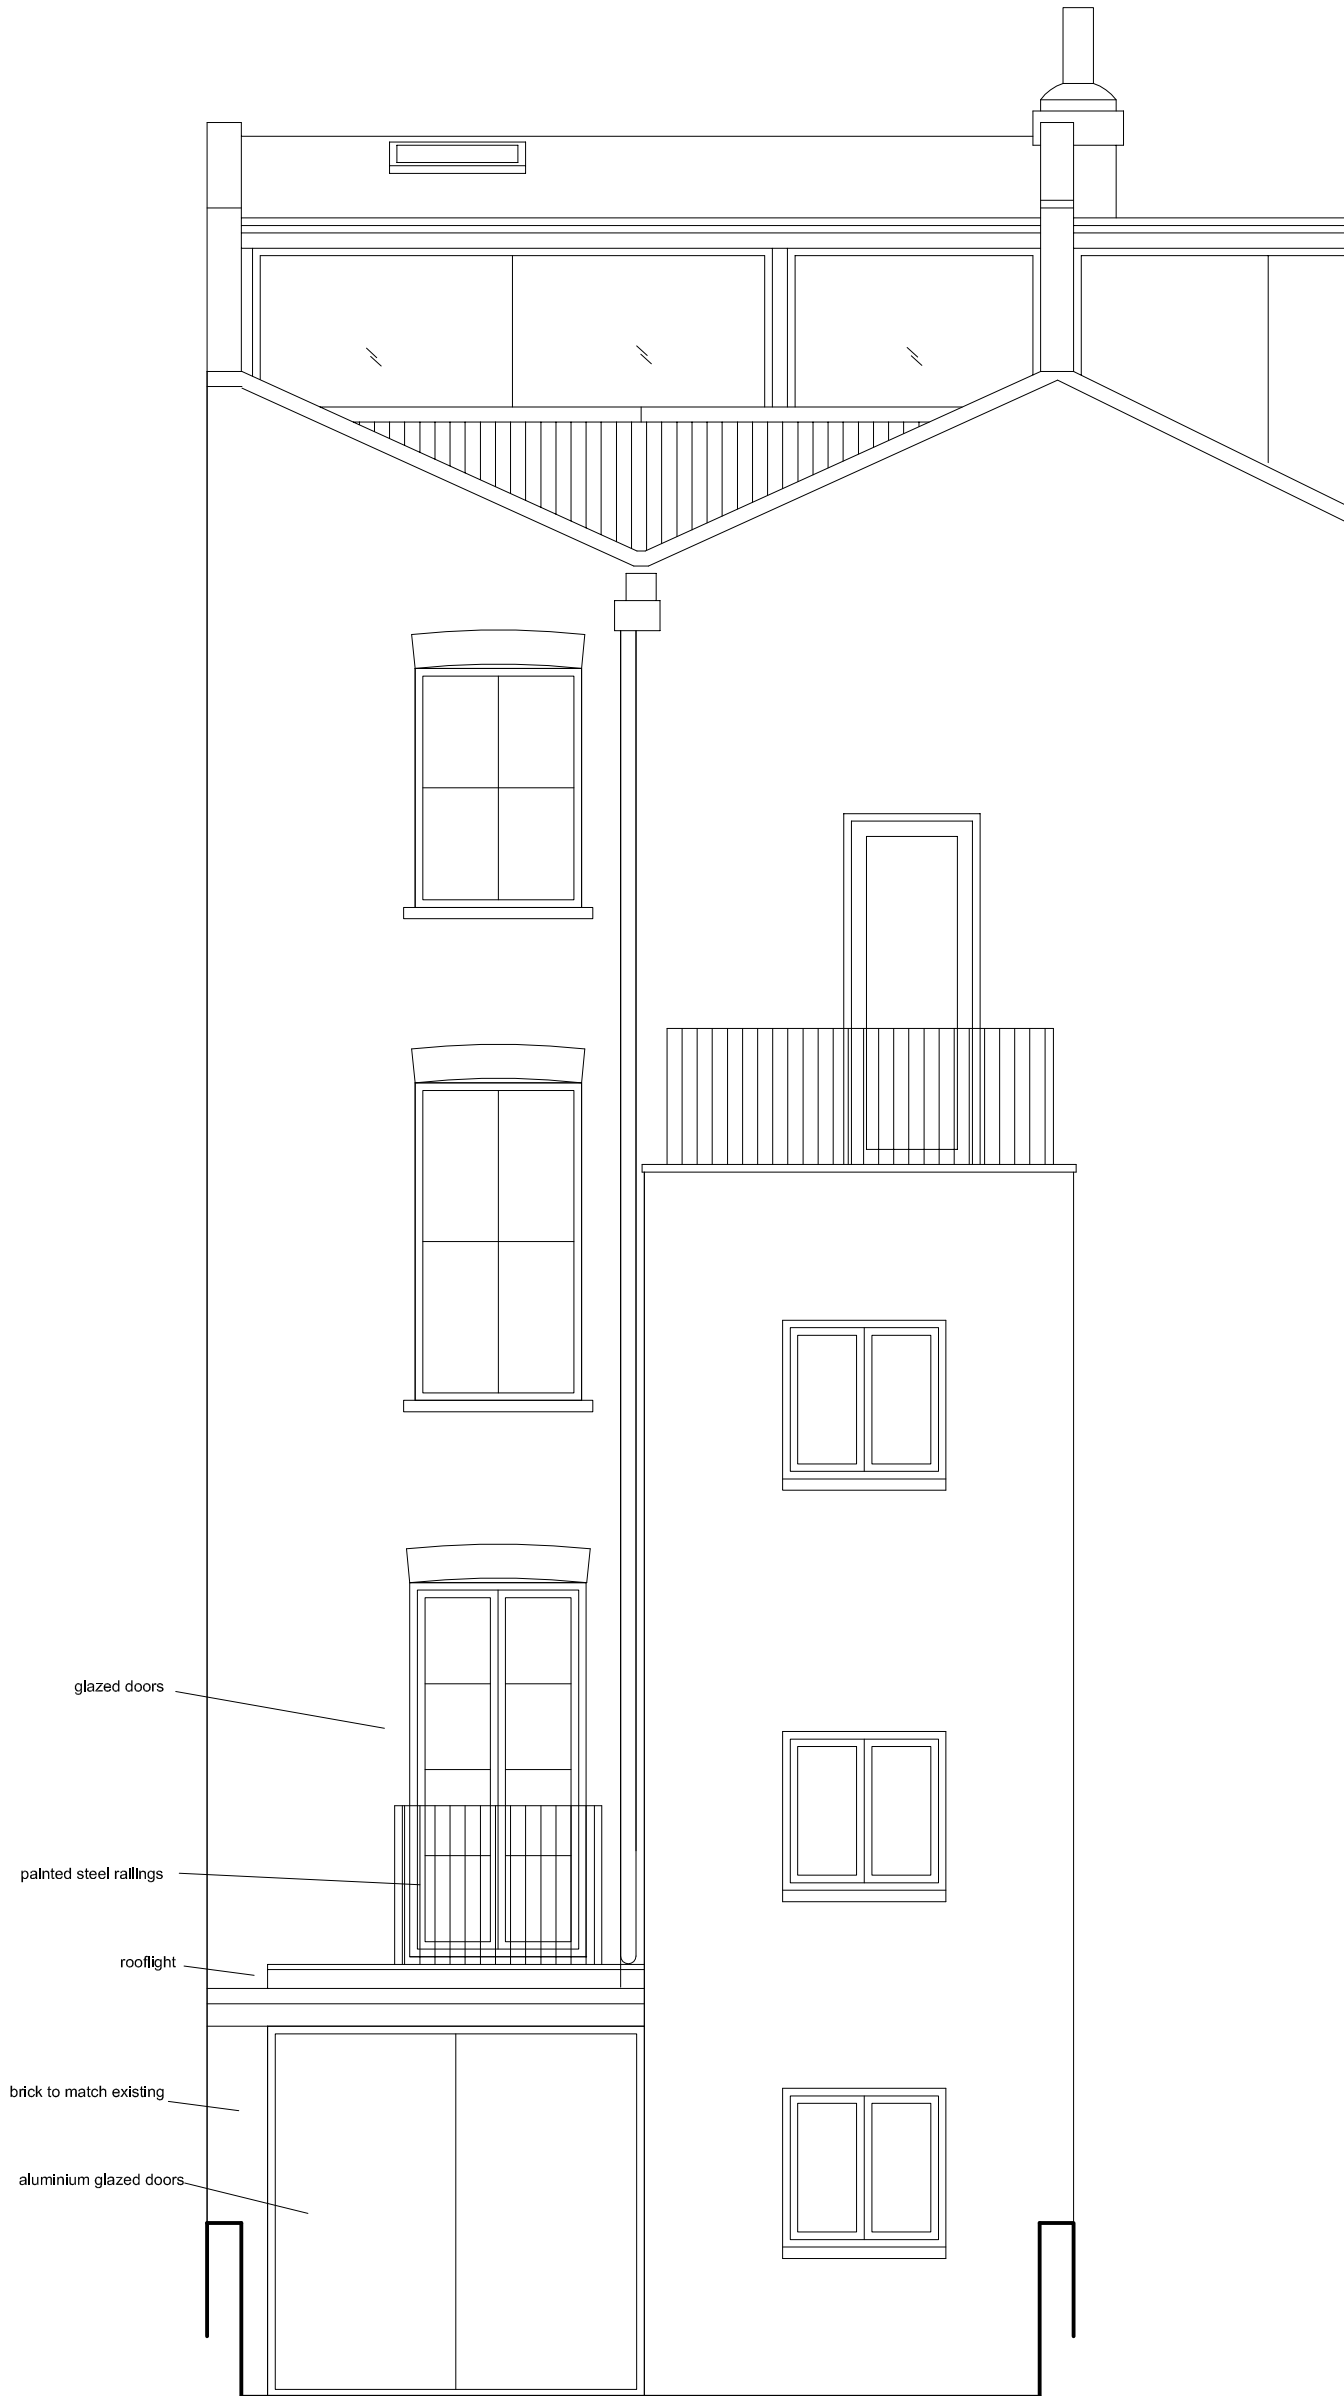 glazed doors
painted steel railings
rooflight
brick to match existing
aluminium glazed doors